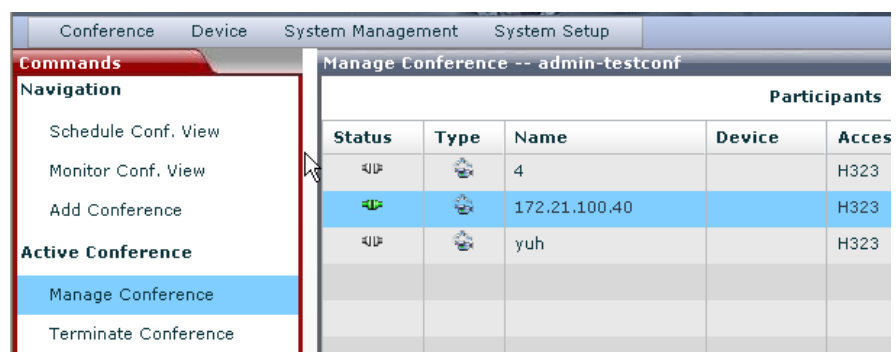 Conference Device System Management System Setup
Commands
Manage Conference -- admin-testconf
Navigation
Schedule Conf. View
Monitor Conf. View
Add Conference
Active Conference
Manage Conference
Terminate Conference
Participants
Status Type Name Device Acces
4 H323
172.21.100.40 H323
yuh H323